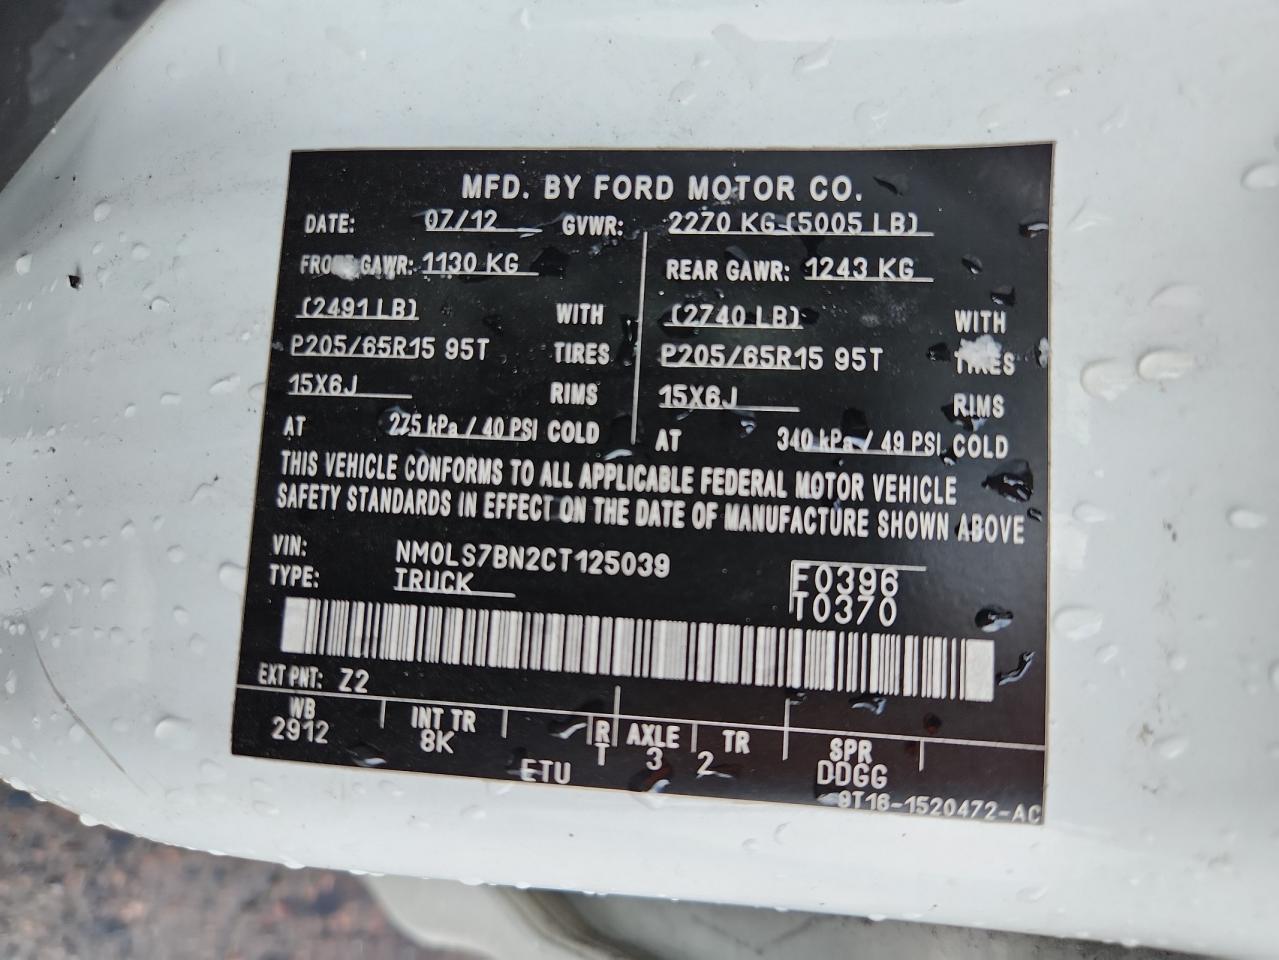 MFD. BY FORD MOTOR CO.
DATE: 07/12 GVWR: 2270 KG (5005 LB)
FRONT GAWR: 1130 KG REAR GAWR: 1243 KG
(2491 LB) WITH (2740 LB) WITH
P205/65R15 95T TIRES P205/65R15 95T TIRES
15X6J RIMS 15X6J RIMS
AT 275 kPa / 40 PSI COLD AT 340 kPa / 49 PSI COLD
THIS VEHICLE CONFORMS TO ALL APPLICABLE FEDERAL MOTOR VEHICLE
SAFETY STANDARDS IN EFFECT ON THE DATE OF MANUFACTURE SHOWN ABOVE
VIN: NM0LS7BN2CT125039 F0396
TYPE: TRUCK T0370
EXT PNT: Z2
WB INT TR R T AXLE TR SPR
2912 8K 3 2 DDGG
ETU
9T16-1520472-AC